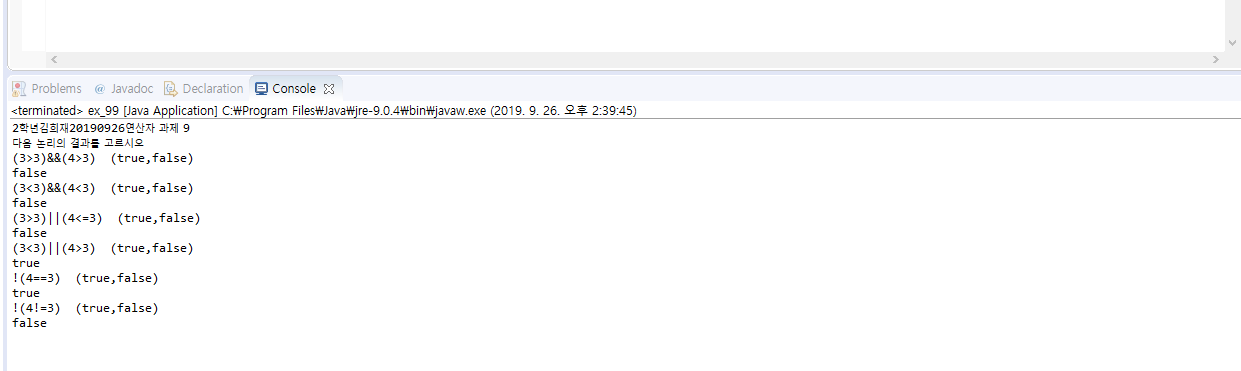 Problems @ Javadoc Declaration Console
<terminated> ex_99 [Java Application] C:₩Program Files₩Java₩jre-9.0.4₩bin₩javaw.exe (2019. 9. 26. 오후 2:39:45)
2학년김희재20190926연산자 과제 9
다음 논리의 결과를 고르시오
(3>3)&&(4>3)  (true,false)
false
(3<3)&&(4<3)  (true,false)
false
(3>3)||(4<=3)  (true,false)
false
(3<3)||(4>3)  (true,false)
true
!(4==3)  (true,false)
true
!(4!=3)  (true,false)
false